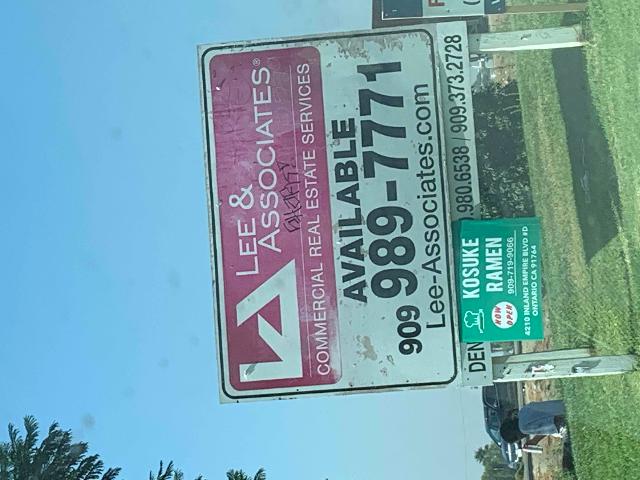 LEE &
ASSOCIATES®
COMMERCIAL REAL ESTATE SERVICES
AVAILABLE
909 989-7771
Lee-Associates.com
DEN
.980.6538 / 909.373.2728
KOSUKE
RAMEN
NOW
OPEN
909-719-9066
4210 INLAND EMPIRE BLVD #D
ONTARIO CA 91764